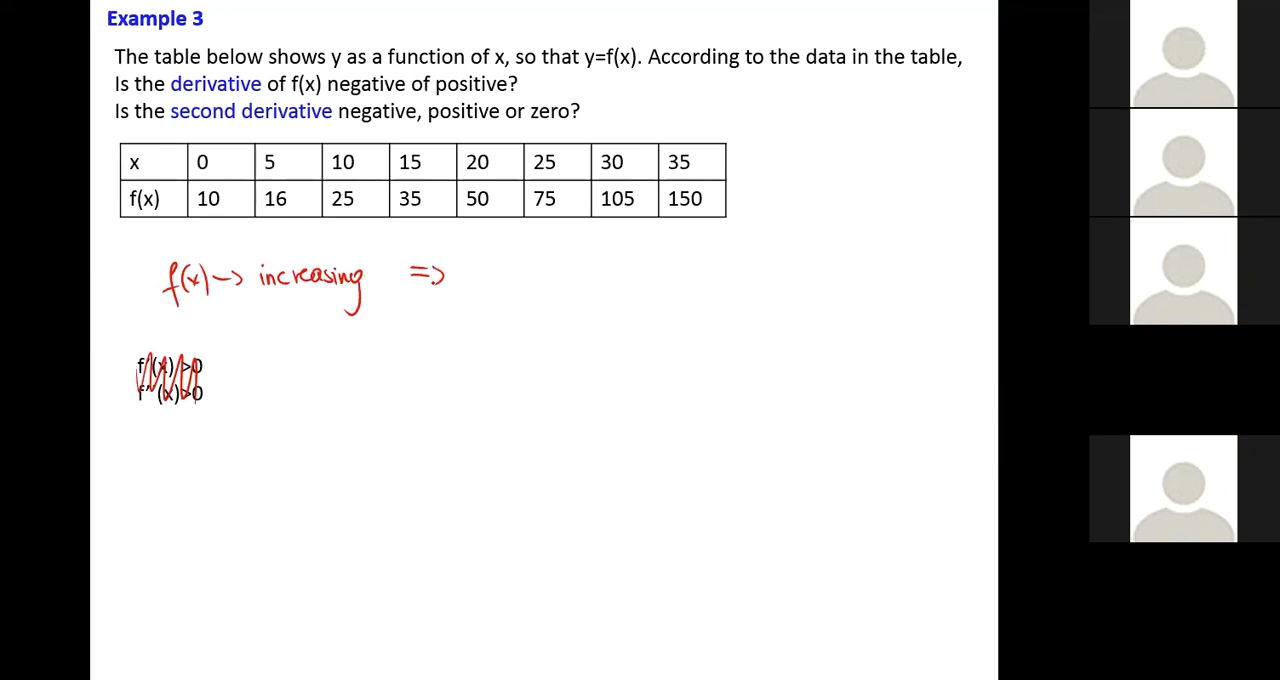 Example 3
The table below shows y as a function of x, so that y=f(x). According to the data in the table,
Is the derivative of f(x) negative of positive?
Is the second derivative negative, positive or zero?
x 0 5 10 15 20 25 30 35
f(x) 10 16 25 35 50 75 105 150
f(x) → increasing ⇒
f'(x) >0
f''(x)>0